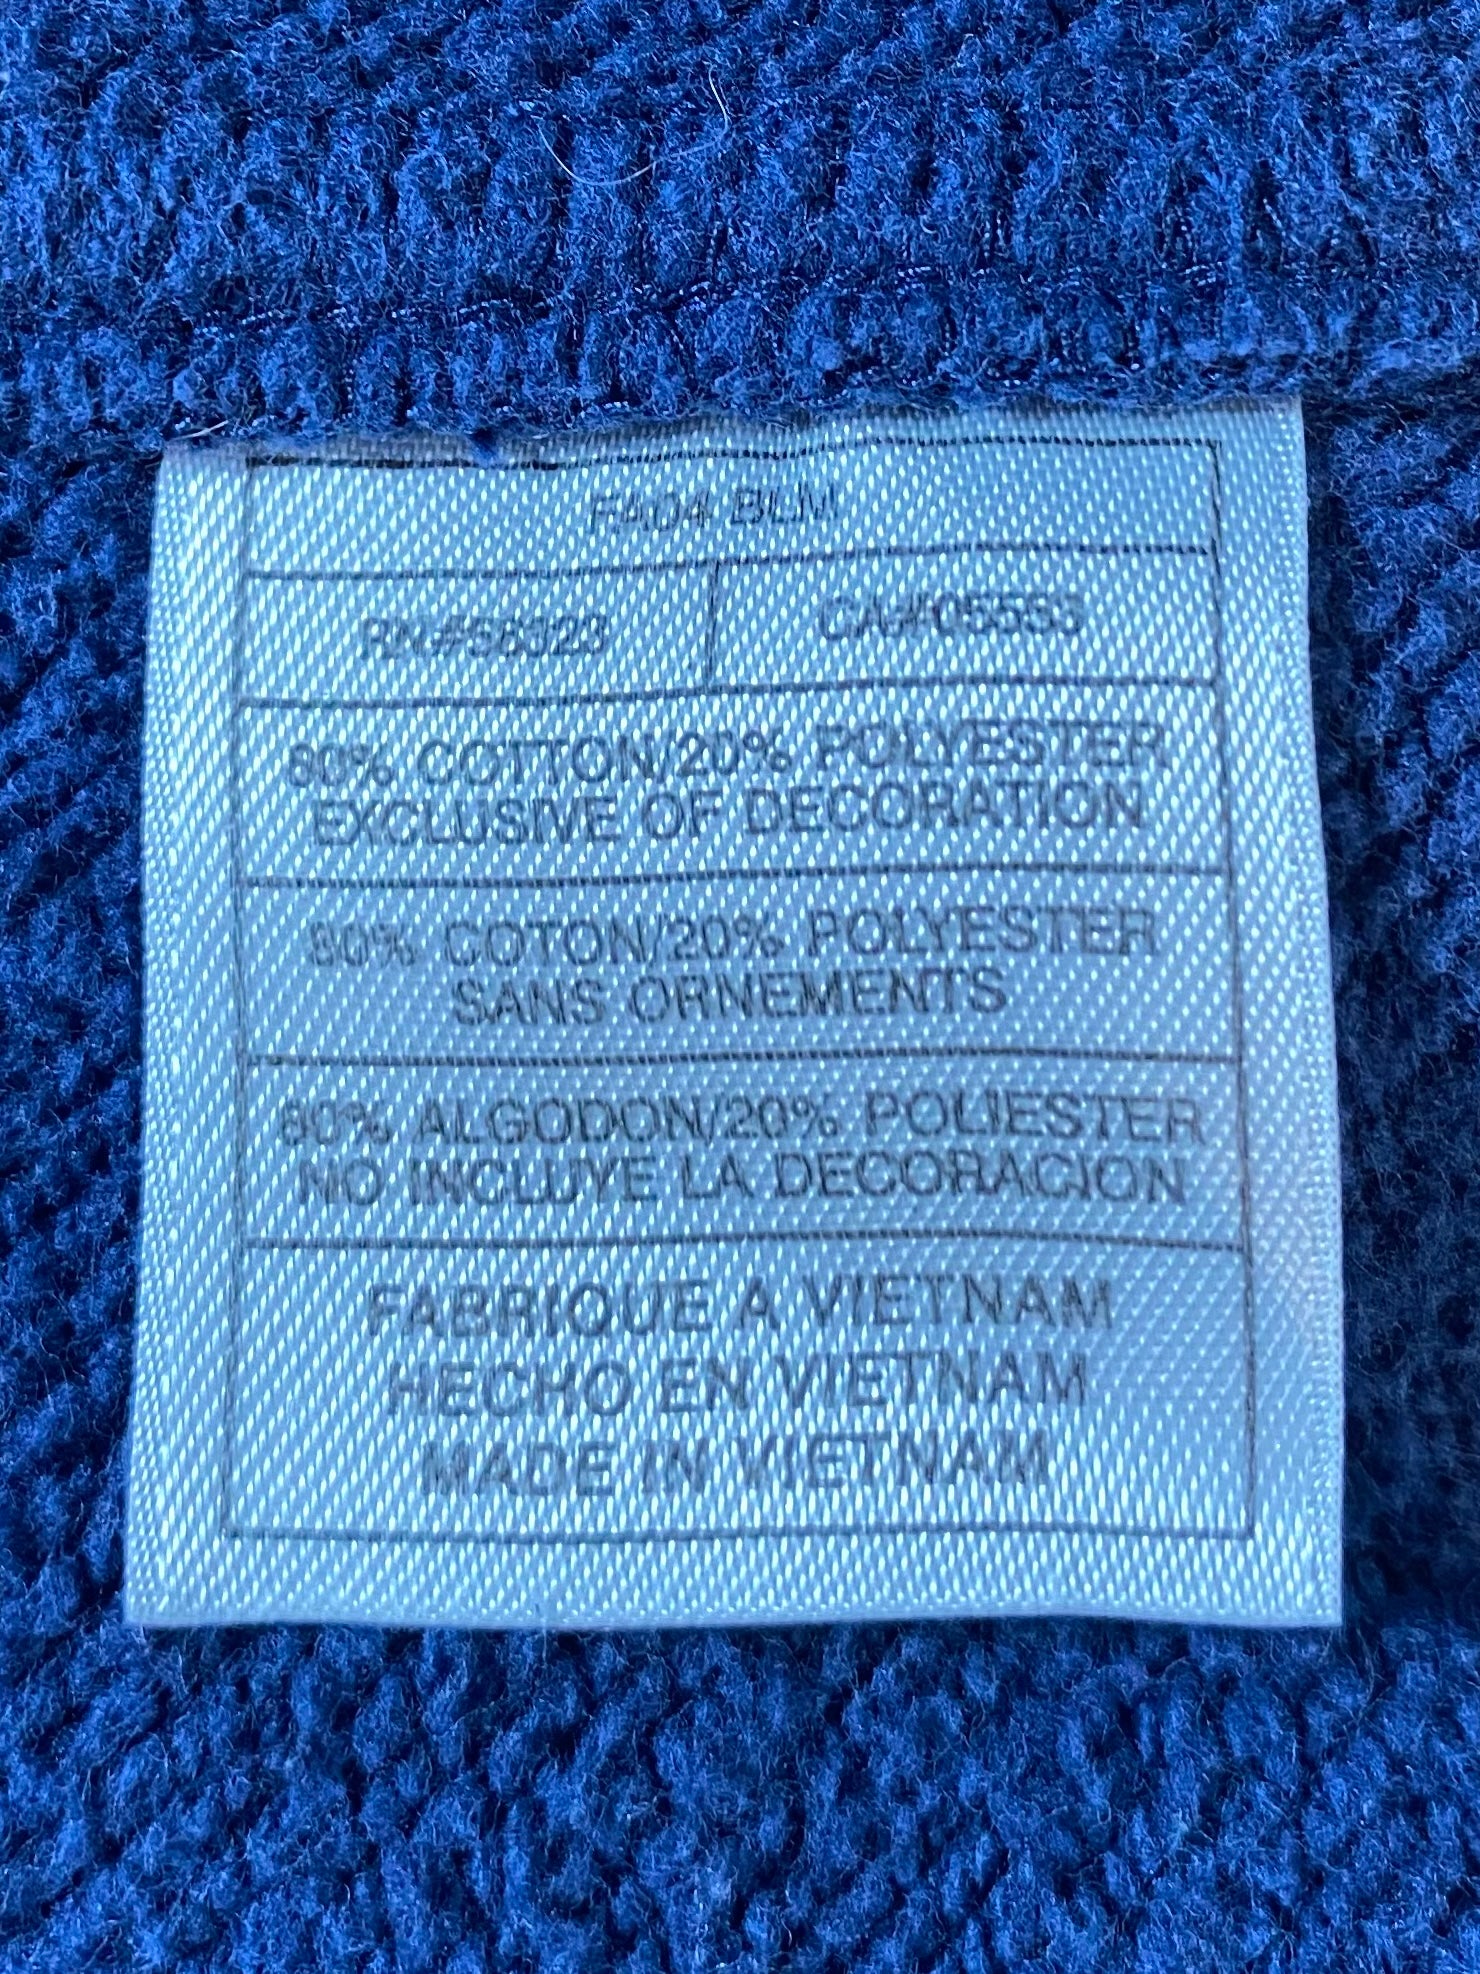 FA04 BLM
RN#56323
CA#05553
80% COTTON/20% POLYESTER
EXCLUSIVE OF DECORATION
80% COTON/20% POLYESTER
SANS ORNEMENTS
80% ALGODON/20% POLIESTER
NO INCLUYE LA DECORACION
FABRIQUE A VIETNAM
HECHO EN VIETNAM
MADE IN VIETNAM